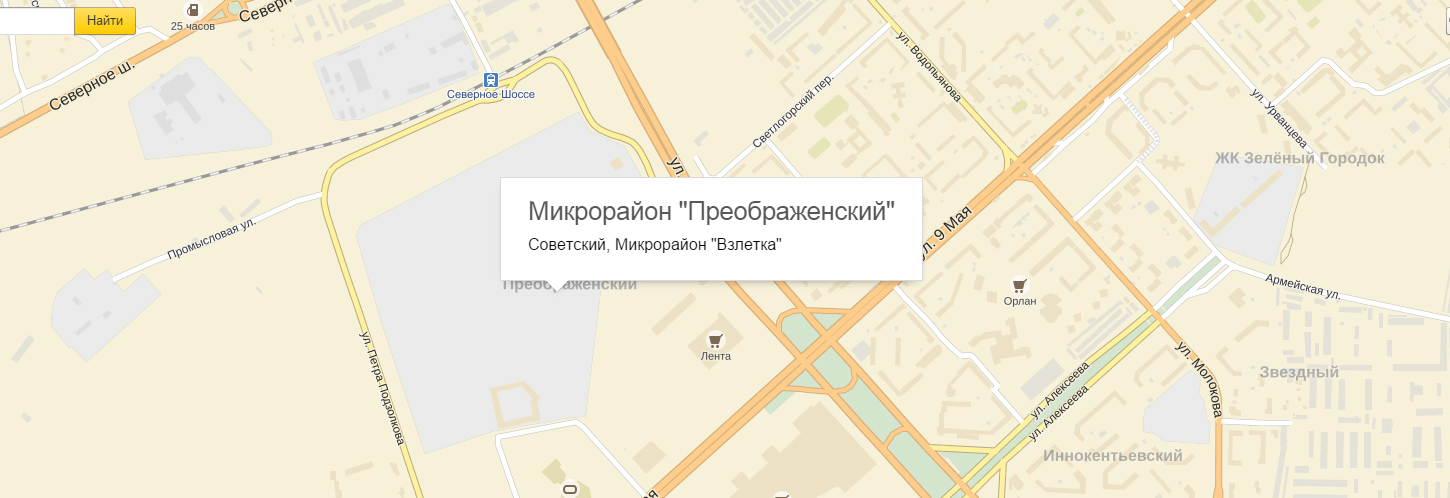 Найти
25 часов
Северное ш.
Северное ш.
Северное Шоссе
ул. Водопьянова
Светлогорский пер.
ул. Урванцева
ЖК Зелёный Городок
ул.
Микрорайон "Преображенский"
Советский, Микрорайон "Взлетка"
Преображенский
ул. 9 Мая
Промысловая ул.
Армейская ул.
Орлан
Лента
ул. Петра Подзолкова
ул. Алексеева
ул. Алексеева
ул. Молокова
Звездный
Иннокентьевский